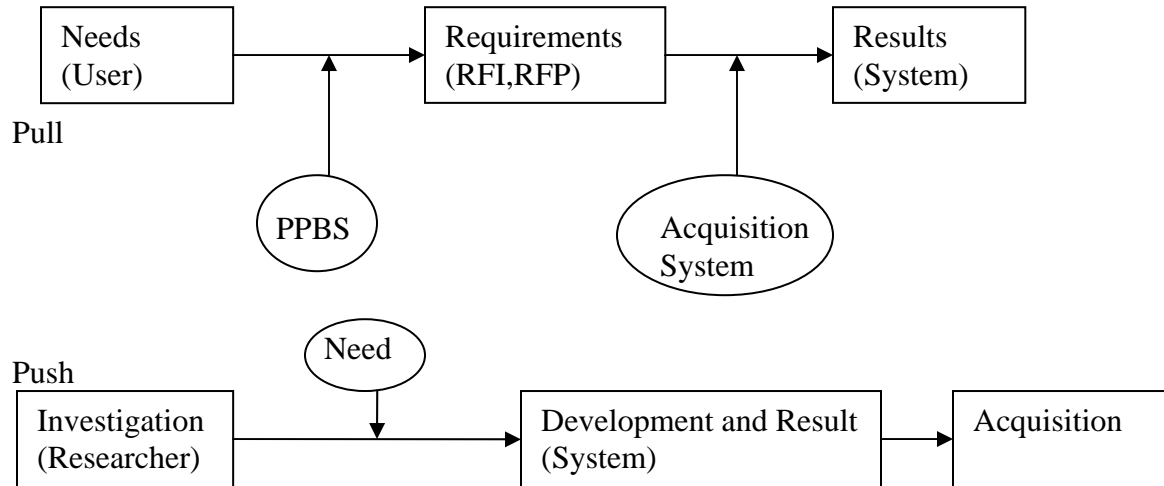 Needs
(User)
Requirements
(RFI,RFP)
Results
(System)
Pull
PPBS
Acquisition
System
Need
Push
Investigation
(Researcher)
Development and Result
(System)
Acquisition